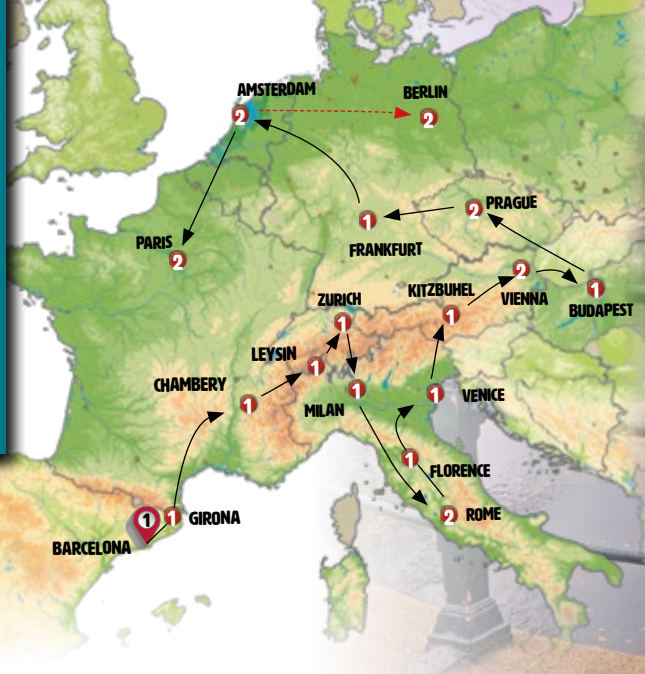 AMSTERDAM
BERLIN
2
2
PRAGUE
2
1
FRANKFURT
PARIS
2
KITZBUHEL
2
VIENNA
1
BUDAPEST
ZURICH
1
1
LEYSIN
1
CHAMBERY
1
MILAN
1
1
VENICE
1
FLORENCE
2
ROME
1
1
GIRONA
BARCELONA